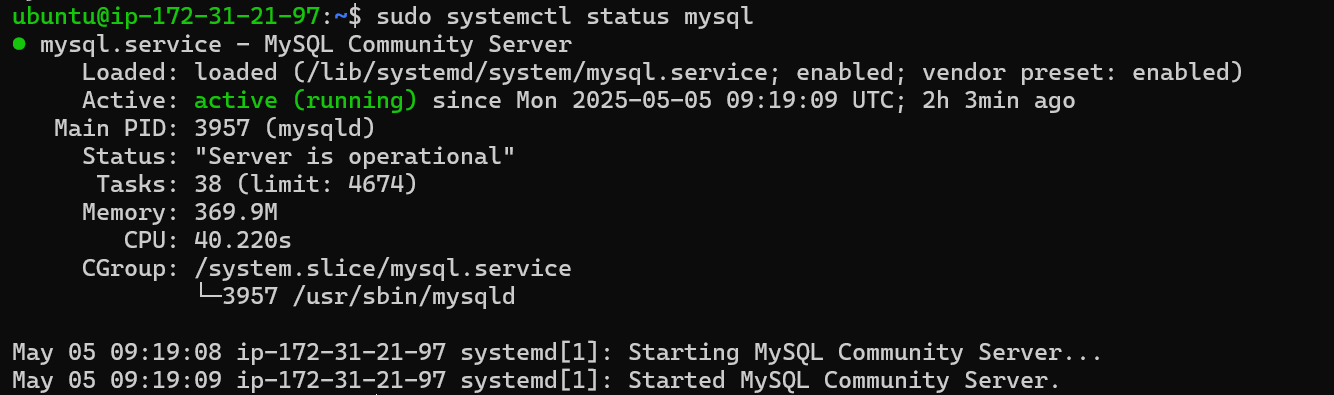 ubuntu@ip-172-31-21-97:~$ sudo systemctl status mysql
● mysql.service - MySQL Community Server
     Loaded: loaded (/lib/systemd/system/mysql.service; enabled; vendor preset: enabled)
     Active: active (running) since Mon 2025-05-05 09:19:09 UTC; 2h 3min ago
   Main PID: 3957 (mysqld)
     Status: "Server is operational"
      Tasks: 38 (limit: 4674)
     Memory: 369.9M
        CPU: 40.220s
     CGroup: /system.slice/mysql.service
             └─3957 /usr/sbin/mysqld

May 05 09:19:08 ip-172-31-21-97 systemd[1]: Starting MySQL Community Server...
May 05 09:19:09 ip-172-31-21-97 systemd[1]: Started MySQL Community Server.